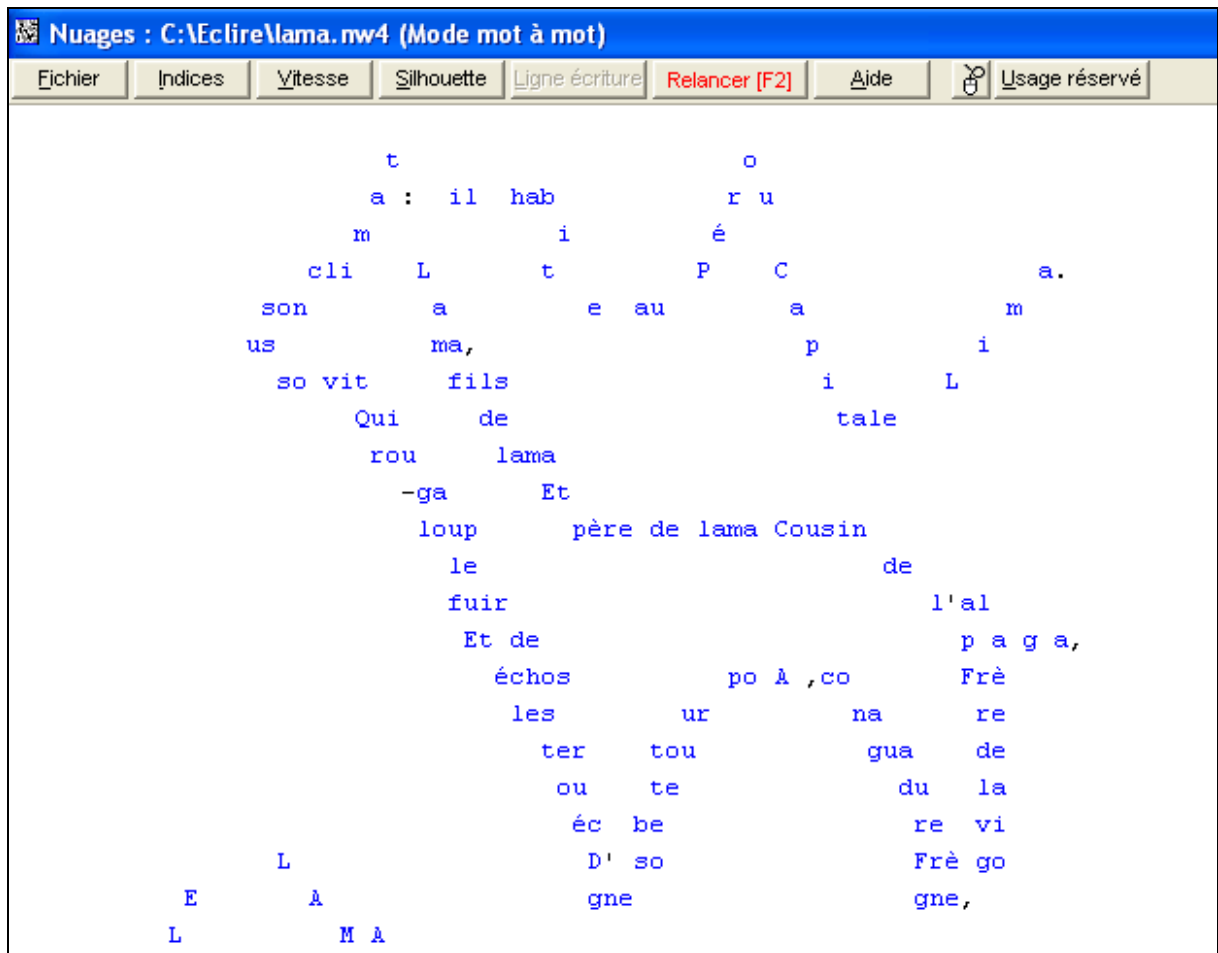 Nuages : C:\Eclire\lama.nw4 (Mode mot à mot)
Fichier Indices Vitesse Silhouette Ligne écriture Relancer [F2] Aide Usage réservé
t o
a : il hab r u
m i é
cli L t P C a.
son a e au a m
us ma, p i
so vit fils i L
Qui de tale
rou lama
-ga Et
loup père de lama Cousin
le de
fuir l'al
Et de p a g a,
échos po A ,co Frè
les ur na re
ter tou gua de
ou te du la
éc be re vi
L D' so Frè go
E A gne gne,
L M A